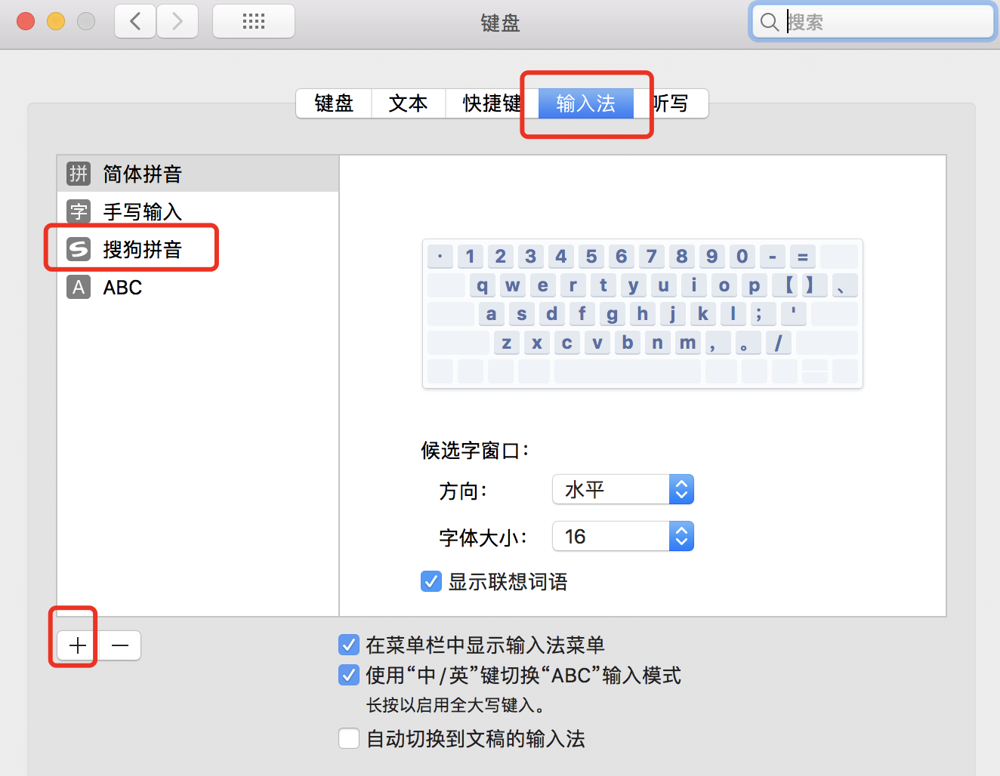 键盘
搜索
键盘 文本 快捷键 输入法 听写
拼 简体拼音
字 手写输入
S 搜狗拼音
A ABC
· 1 2 3 4 5 6 7 8 9 0 - =
q w e r t y u i o p 【 】 、
a s d f g h j k l ; '
z x c v b n m , 。 /
候选字窗口:
方向: 水平
字体大小: 16
显示联想词语
在菜单栏中显示输入法菜单
使用“中/英”键切换“ABC”输入模式
长按以启用全大写键入。
自动切换到文稿的输入法